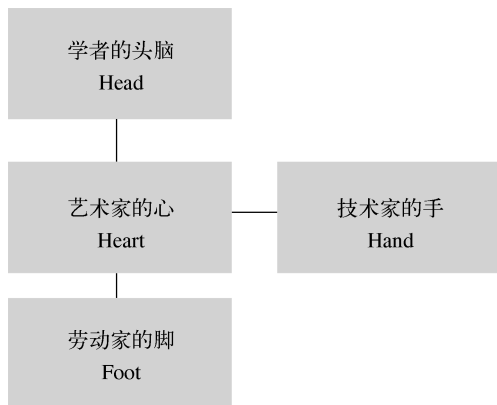 学者的头脑
Head
艺术家的心
Heart
技术家的手
Hand
劳动家的脚
Foot